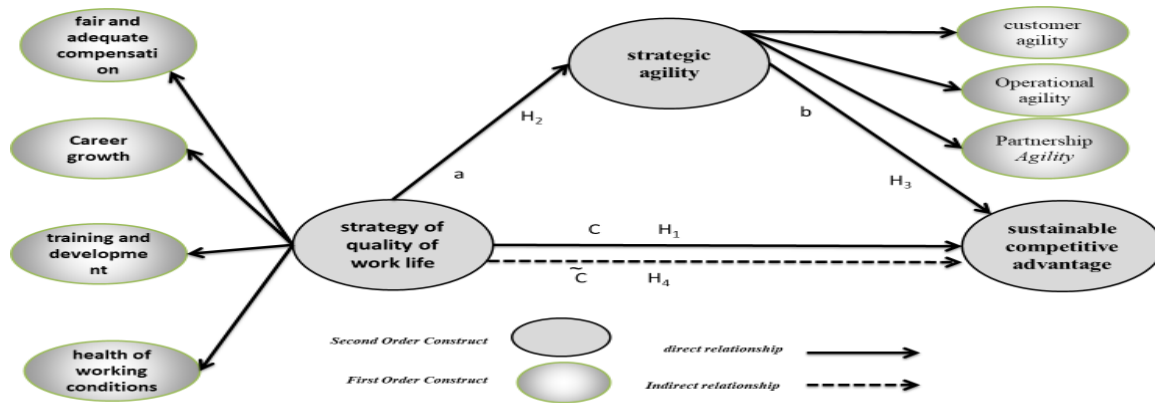 fair and
adequate
compensati
on
Career
growth
training and
developme
nt
health of
working
conditions
strategy of
quality of
work life
strategic
agility
customer
agility
Operational
agility
Partnership
Agility
sustainable
competitive
advantage
H2
a
b
H3
C H1
C̃ H4
Second Order Construct
First Order Construct
direct relationship
Indirect relationship